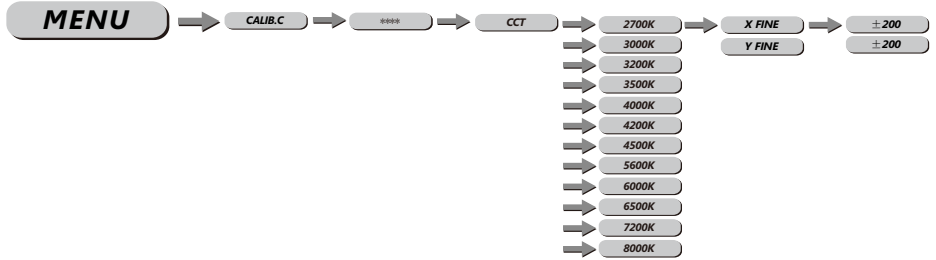 MENU CALIB.C **** CCT 2700K X FINE ±200
3000K Y FINE ±200
3200K
3500K
4000K
4200K
4500K
5600K
6000K
6500K
7200K
8000K